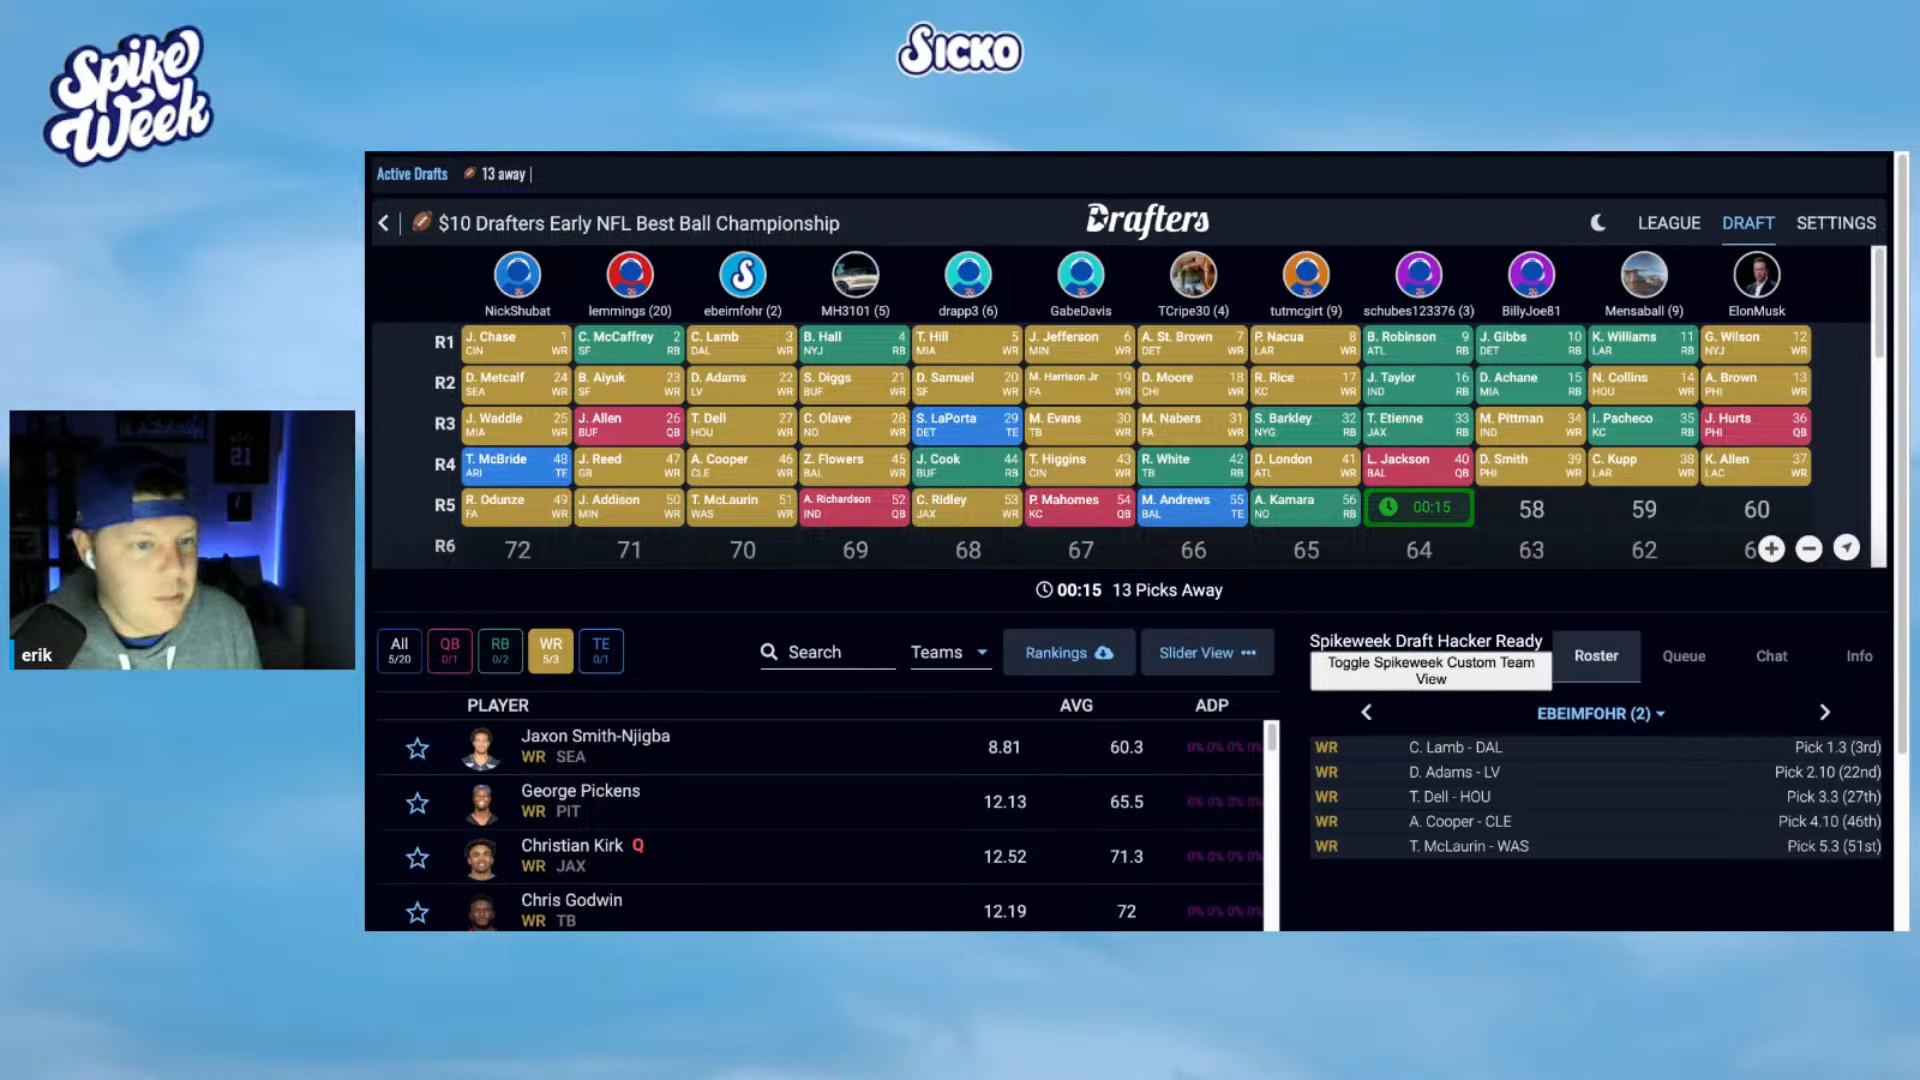 Spike Week
SICKO
Active Drafts 13 away
$10 Drafters Early NFL Best Ball Championship
Drafters
LEAGUE DRAFT SETTINGS
NickShubat lemmings (20) ebeimfohr (2) MH3101 (5) drapp3 (6) GabeDavis TCripe30 (4) tutmcgirt (9) schubes123376 (3) BillyJoe81 Mensaball (9) ElonMusk
R1 J. Chase 1 C. McCaffrey 2 C. Lamb 3 B. Hall 4 T. Hill 5 J. Jefferson 6 A. St. Brown 7 P. Nacua 8 B. Robinson 9 J. Gibbs 10 K. Williams 11 G. Wilson 12
CIN WR SF RB DAL WR NYJ RB MIA WR MIN WR DET WR LAR WR ATL RB DET RB LAR RB NYJ WR
R2 D. Metcalf 24 B. Aiyuk 23 D. Adams 22 S. Diggs 21 D. Samuel 20 M. Harrison Jr 19 D. Moore 18 R. Rice 17 J. Taylor 16 D. Achane 15 N. Collins 14 A. Brown 13
SEA WR SF WR LV WR BUF WR SF WR FA WR CHI WR KC WR IND RB MIA RB HOU WR PHI WR
R3 J. Waddle 25 J. Allen 26 T. Dell 27 C. Olave 28 S. LaPorta 29 M. Evans 30 M. Nabers 31 S. Barkley 32 T. Etienne 33 M. Pittman 34 I. Pacheco 35 J. Hurts 36
MIA WR BUF QB HOU WR NO WR DET TE TB WR FA WR NYG RB JAX RB IND WR KC RB PHI QB
R4 T. McBride 48 J. Reed 47 A. Cooper 46 Z. Flowers 45 J. Cook 44 T. Higgins 43 R. White 42 D. London 41 L. Jackson 40 D. Smith 39 C. Kupp 38 K. Allen 37
ARI TE GB WR CLE WR BAL WR BUF RB CIN WR TB RB ATL WR BAL QB PHI WR LAR WR LAC WR
R5 R. Odunze 49 J. Addison 50 T. McLaurin 51 A. Richardson 52 C. Ridley 53 P. Mahomes 54 M. Andrews 55 A. Kamara 56 00:15 58 59 60
FA WR MIN WR WAS WR IND QB JAX WR KC QB BAL TE NO RB
R6 72 71 70 69 68 67 66 65 64 63 62 6
00:15 13 Picks Away
All QB RB WR TE
5/20 0/1 0/2 5/3 0/1
Search Teams Rankings Slider View
Spikeweek Draft Hacker Ready
Toggle Spikeweek Custom Team View
Roster Queue Chat Info
PLAYER AVG ADP
EBEIMFOHR (2)
Jaxon Smith-Njigba 8.81 60.3 0% 0% 0% 0%
WR SEA
George Pickens 12.13 65.5 0% 0% 0% 0%
WR PIT
Christian Kirk Q 12.52 71.3 0% 0% 0% 0%
WR JAX
Chris Godwin 12.19 72 0% 0% 0% 0%
WR TB
WR C. Lamb - DAL Pick 1.3 (3rd)
WR D. Adams - LV Pick 2.10 (22nd)
WR T. Dell - HOU Pick 3.3 (27th)
WR A. Cooper - CLE Pick 4.10 (46th)
WR T. McLaurin - WAS Pick 5.3 (51st)
erik
21